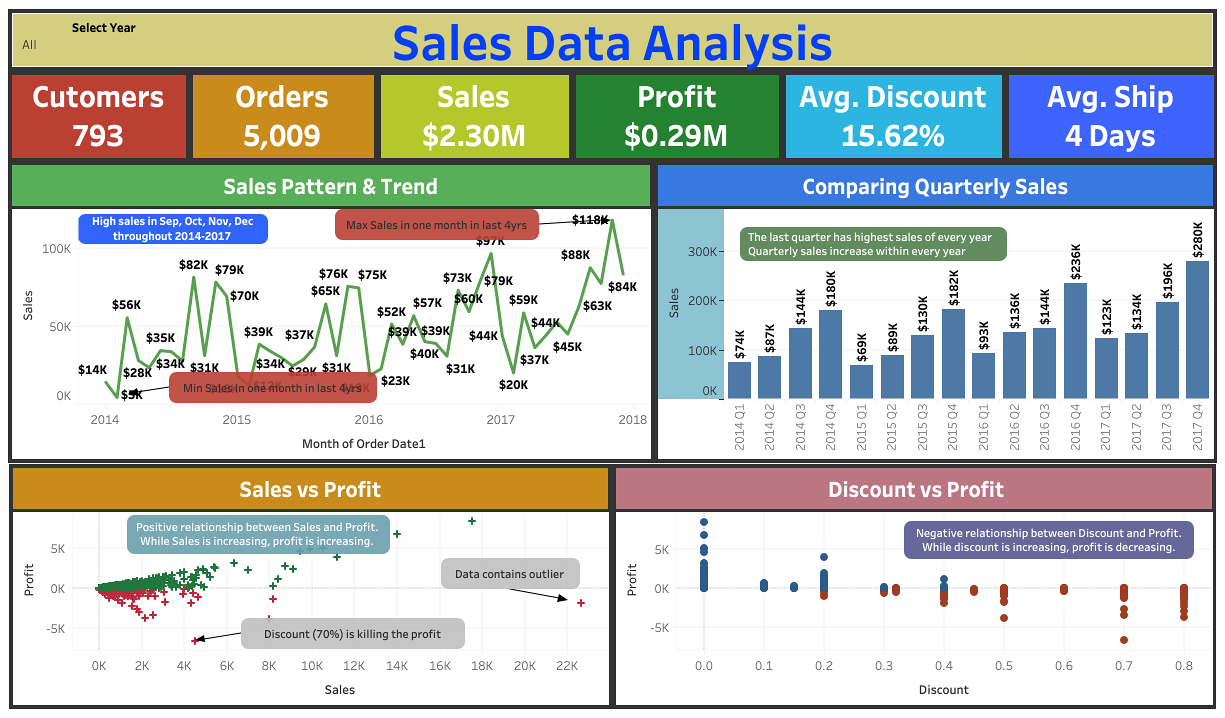 Select Year
All
Sales Data Analysis
Cutomers
793
Orders
5,009
Sales
$2.30M
Profit
$0.29M
Avg. Discount
15.62%
Avg. Ship
4 Days
Sales Pattern & Trend
High sales in Sep, Oct, Nov, Dec
throughout 2014-2017
Max Sales in one month in last 4yrs
Min Sales in one month in last 4yrs
Sales
100K
50K
0K
$14K
$5K
$56K
$28K
$35K
$34K
$82K
$31K
$79K
$70K
$39K
$34K
$29K
$37K
$65K
$31K
$76K
$75K
$23K
$52K
$39K
$57K
$40K
$39K
$31K
$73K
$60K
$97K
$79K
$44K
$20K
$59K
$37K
$44K
$45K
$88K
$63K
$118K
$84K
2014
2015
2016
2017
2018
Month of Order Date1
Comparing Quarterly Sales
The last quarter has highest sales of every year
Quarterly sales increase within every year
Sales
300K
200K
100K
0K
$74K
$87K
$144K
$180K
$69K
$89K
$130K
$182K
$93K
$136K
$144K
$236K
$123K
$134K
$196K
$280K
2014 Q1
2014 Q2
2014 Q3
2014 Q4
2015 Q1
2015 Q2
2015 Q3
2015 Q4
2016 Q1
2016 Q2
2016 Q3
2016 Q4
2017 Q1
2017 Q2
2017 Q3
2017 Q4
Sales vs Profit
Positive relationship between Sales and Profit.
While Sales is increasing, profit is increasing.
Data contains outlier
Discount (70%) is killing the profit
Profit
5K
0K
-5K
0K
2K
4K
6K
8K
10K
12K
14K
16K
18K
20K
22K
Sales
Discount vs Profit
Negative relationship between Discount and Profit.
While discount is increasing, profit is decreasing.
Profit
5K
0K
-5K
0.0
0.1
0.2
0.3
0.4
0.5
0.6
0.7
0.8
Discount